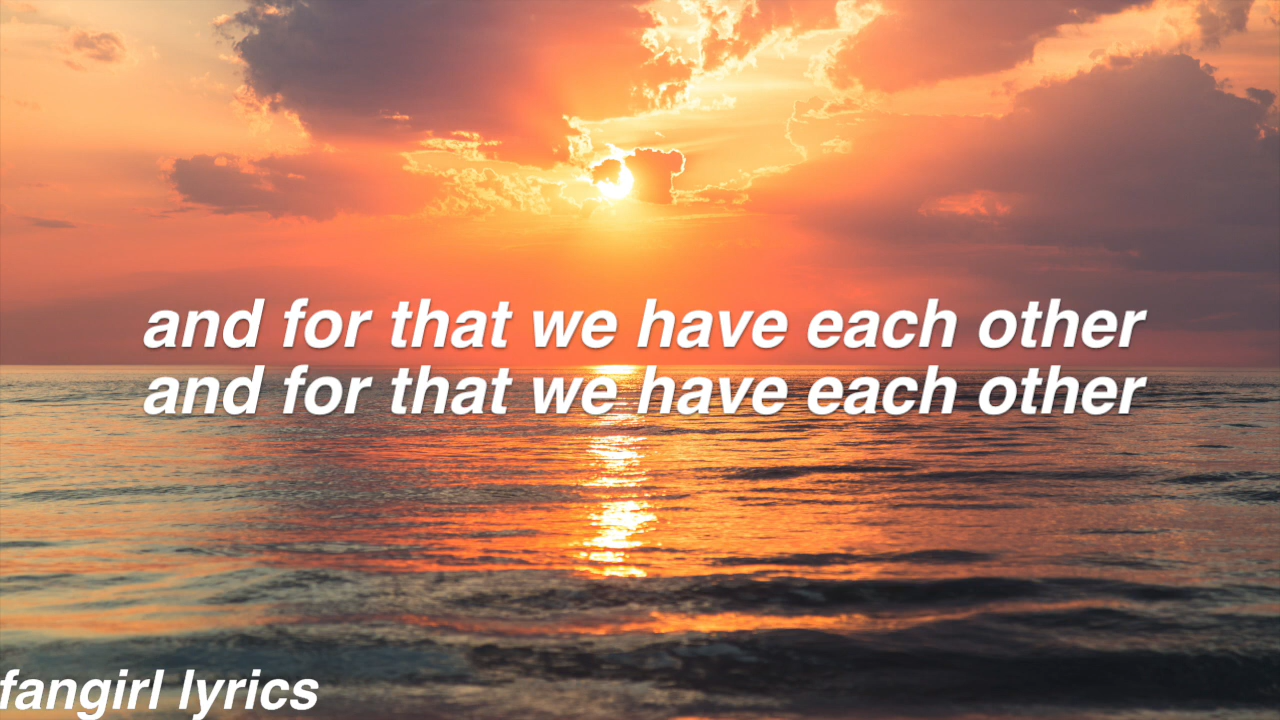 and for that we have each other
and for that we have each other
fangirl lyrics